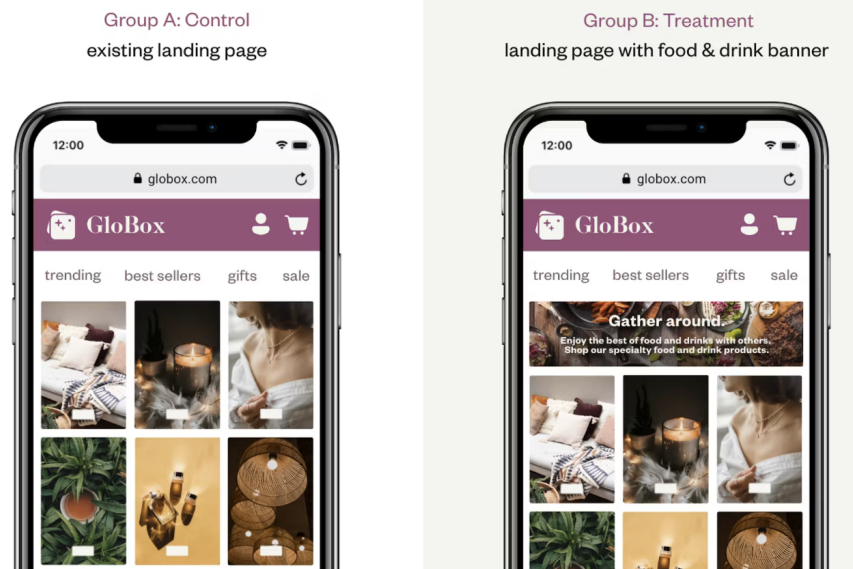 Group A: Control
existing landing page
12:00
globox.com
GloBox
trending best sellers gifts sale
Group B: Treatment
landing page with food & drink banner
12:00
globox.com
GloBox
trending best sellers gifts sale
Gather around.
Enjoy the best of food and drinks with others.
Shop our specialty food and drink products.